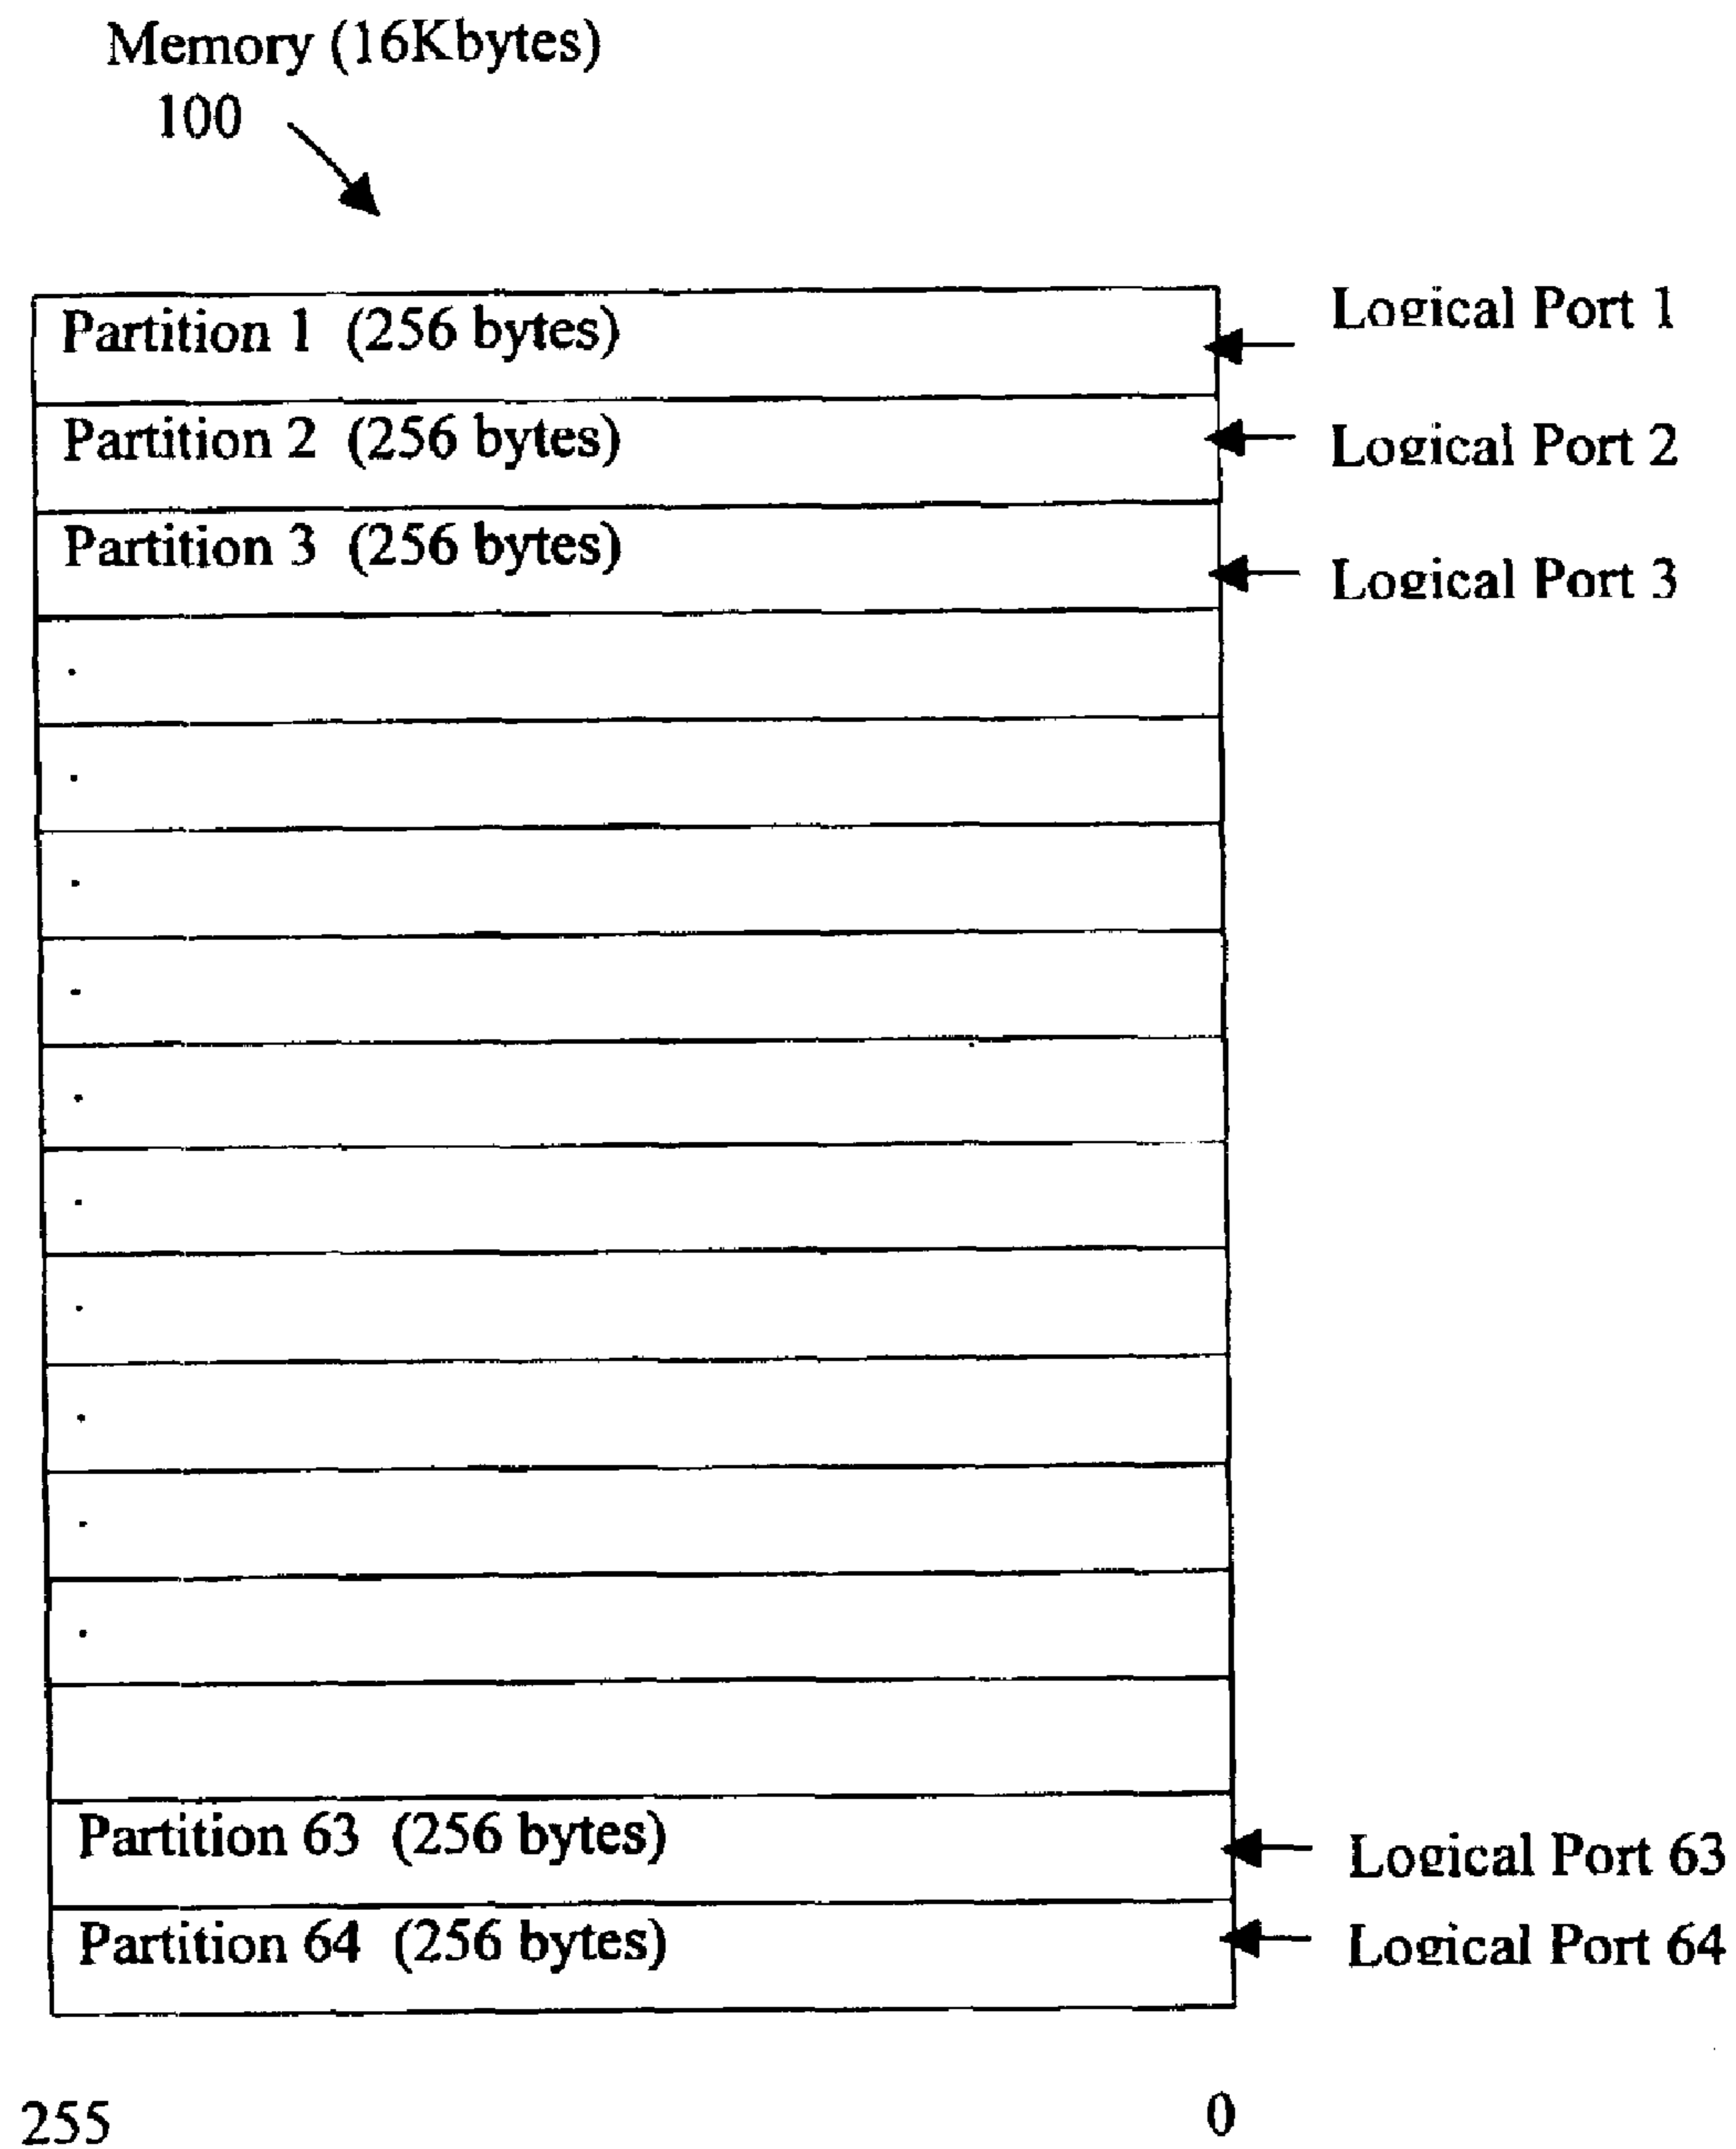 Memory (16Kbytes)
100
Partition 1 (256 bytes) Logical Port 1
Partition 2 (256 bytes) Logical Port 2
Partition 3 (256 bytes) Logical Port 3
.
.
.
.
.
.
.
.
.
.
Partition 63 (256 bytes) Logical Port 63
Partition 64 (256 bytes) Logical Port 64
255 0